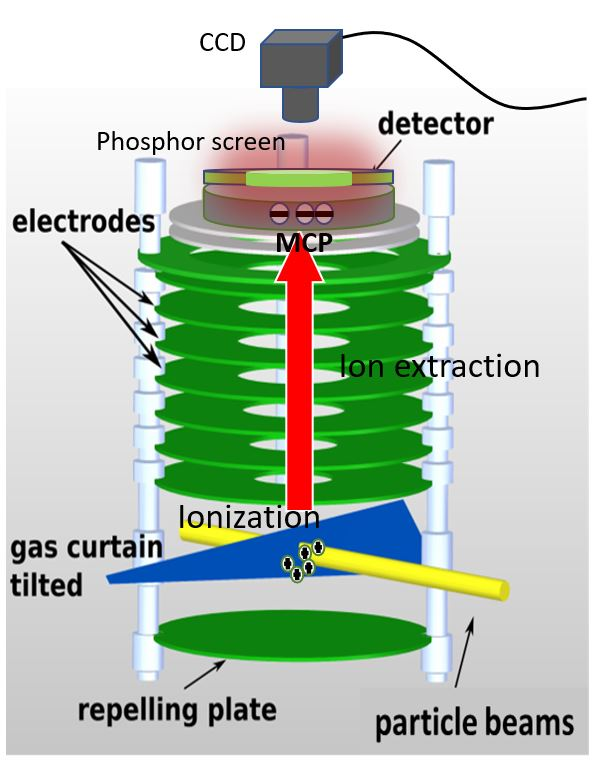 CCD
Phosphor screen
detector
electrodes
MCP
Ion extraction
Ionization
gas curtain
tilted
repelling plate
particle beams